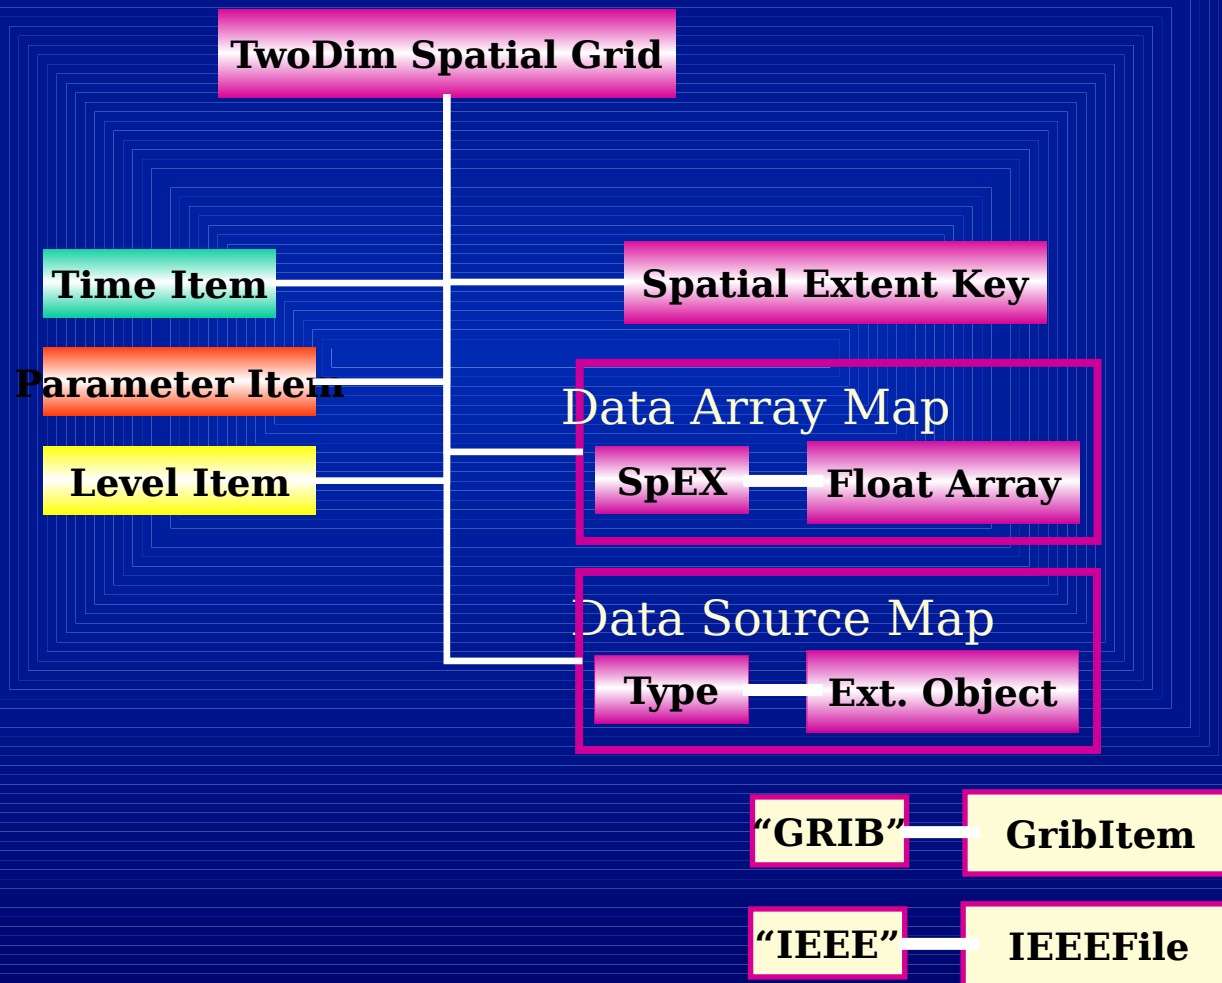 TwoDim Spatial Grid
Time Item
Spatial Extent Key
Parameter Item
Data Array Map
Level Item
SpEX
Float Array
Data Source Map
Type
Ext. Object
“GRIB”
GribItem
“IEEE”
IEEEFile